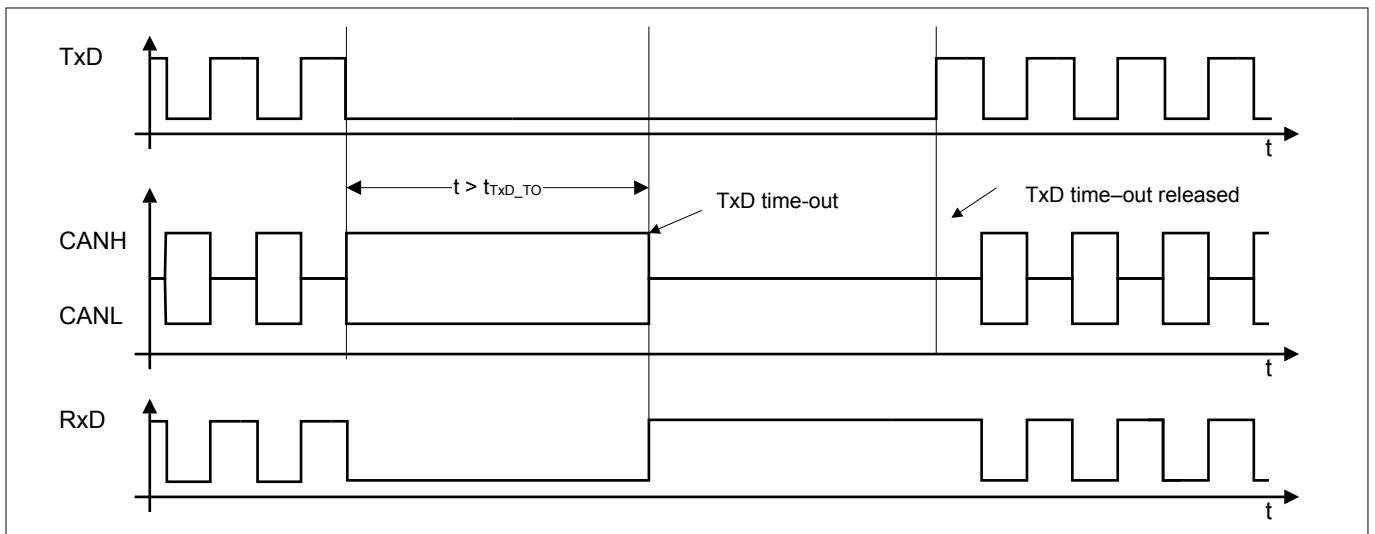 TxD
t
t > tTxD_TO
TxD time-out
TxD time–out released
CANH
CANL
t
RxD
t